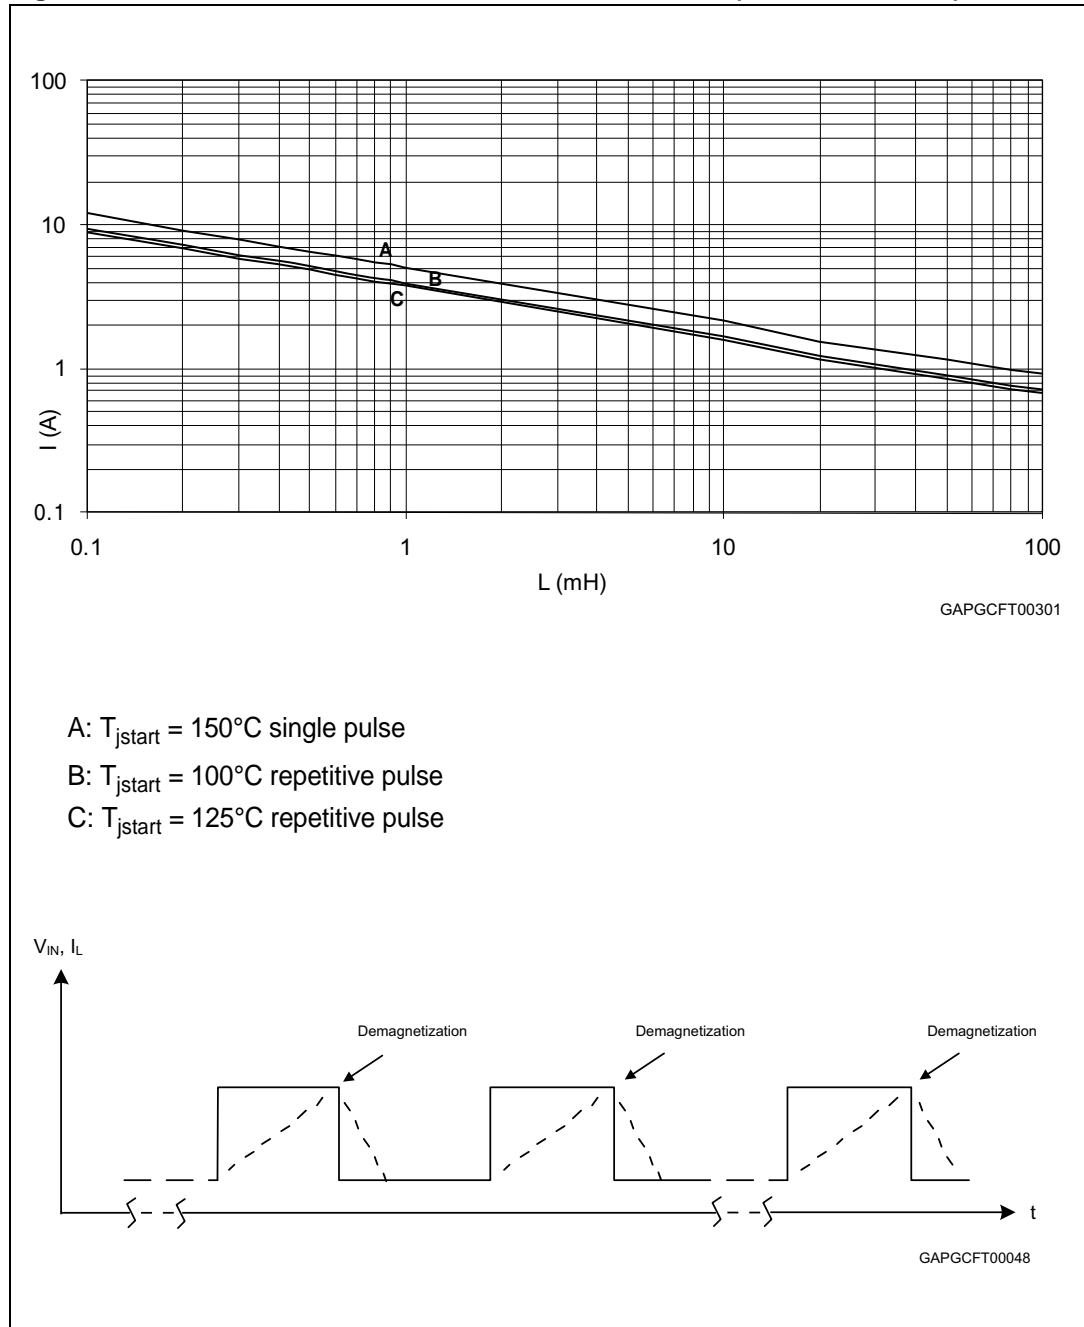 100
10
1
0.1
I (A)
A
B
C
0.1 1 10 100
L (mH)
GAPGCFT00301
A: Tjstart = 150°C single pulse
B: Tjstart = 100°C repetitive pulse
C: Tjstart = 125°C repetitive pulse
VIN, IL
Demagnetization Demagnetization Demagnetization
t
GAPGCFT00048